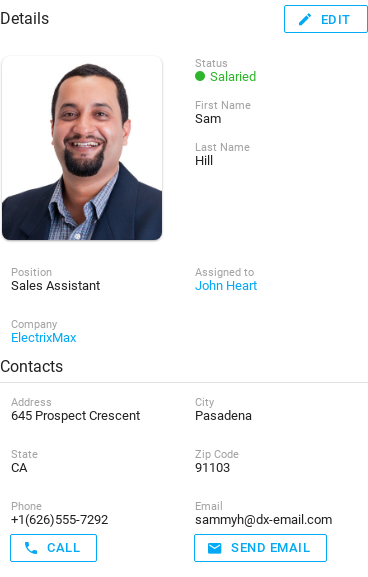 Details
EDIT
Status
Salaried
First Name
Sam
Last Name
Hill
Position
Sales Assistant
Assigned to
John Heart
Company
ElectrixMax
Contacts
Address
645 Prospect Crescent
City
Pasadena
State
CA
Zip Code
91103
Phone
+1(626)555-7292
Email
sammyh@dx-email.com
CALL
SEND EMAIL